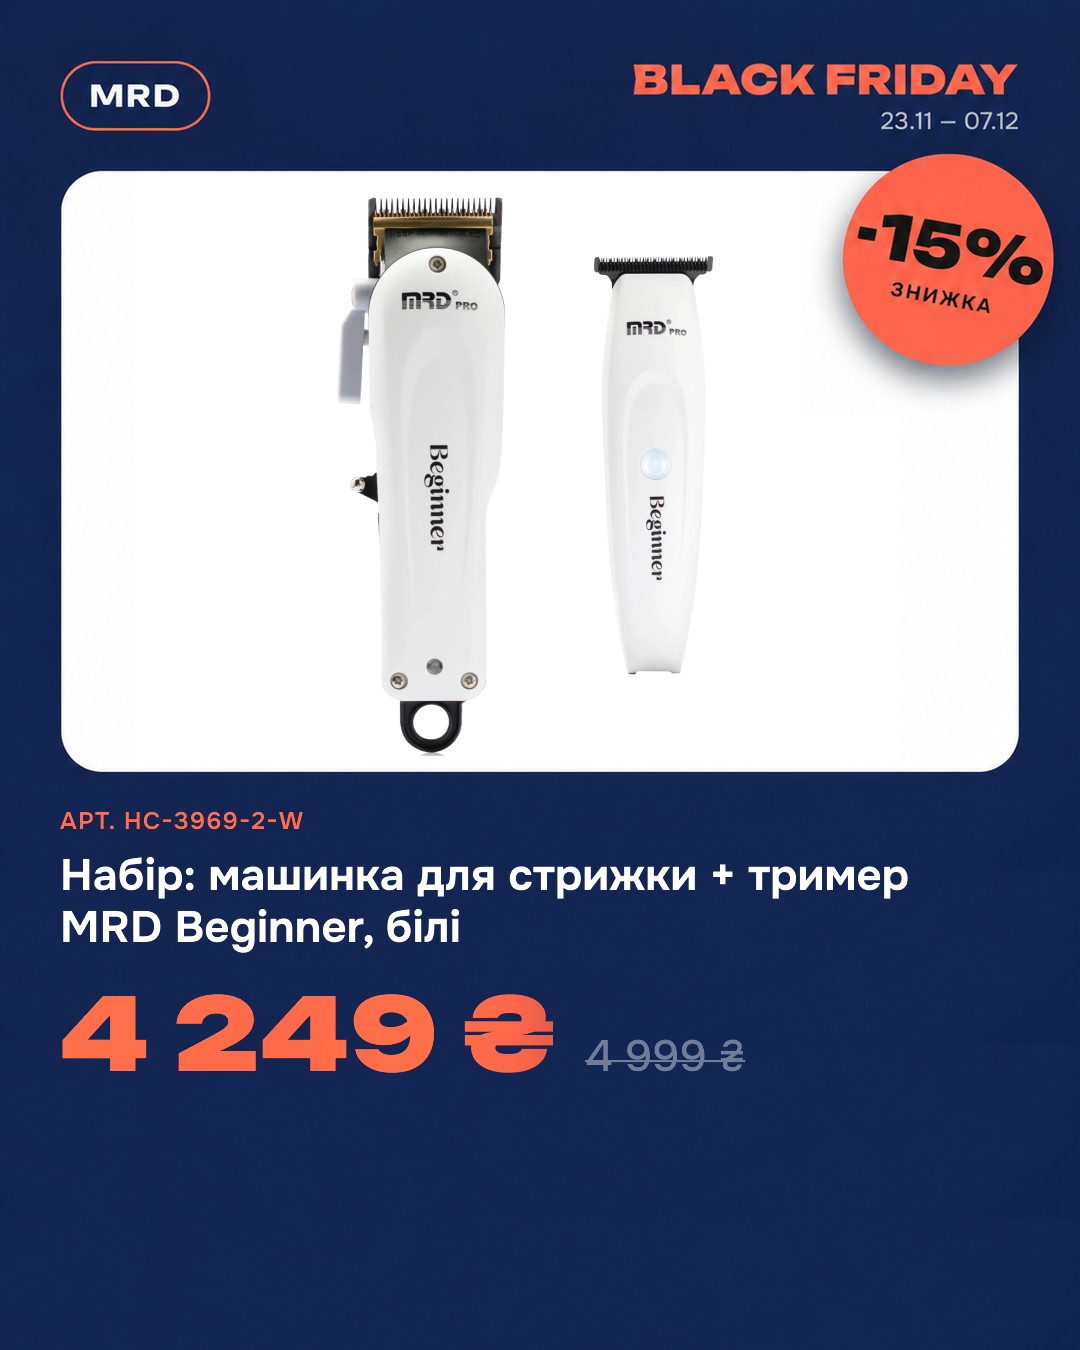 MRD
BLACK FRIDAY
23.11 – 07.12
-15%
ЗНИЖКА
MRD® PRO
Beginner
MRD® PRO
Beginner
АРТ. HC-3969-2-W
Набір: машинка для стрижки + тример
MRD Beginner, білі
4 249 ₴ 4 999 ₴